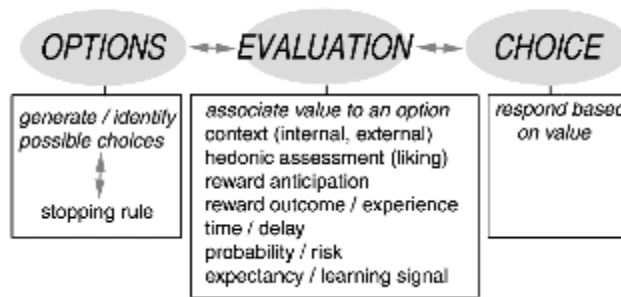 OPTIONS
EVALUATION
CHOICE
generate / identify
possible choices
stopping rule
associate value to an option
context (internal, external)
hedonic assessment (liking)
reward anticipation
reward outcome / experience
time / delay
probability / risk
expectancy / learning signal
respond based
on value